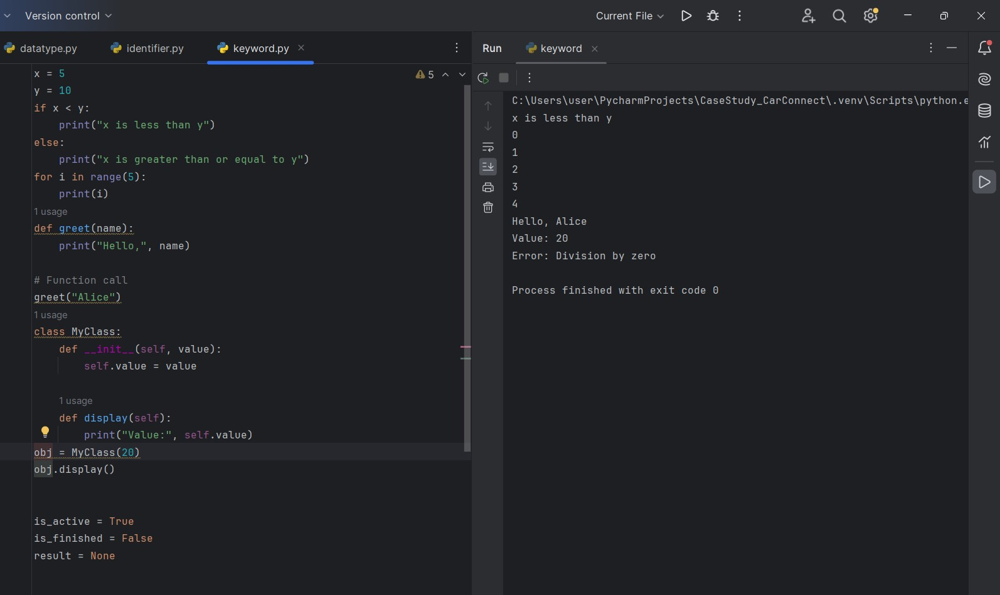 Version control
Current File
datatype.py
identifier.py
keyword.py
Run
keyword
5
x = 5
y = 10
if x < y:
    print("x is less than y")
else:
    print("x is greater than or equal to y")
for i in range(5):
    print(i)
1 usage
def greet(name):
    print("Hello,", name)
# Function call
greet("Alice")
1 usage
class MyClass:
    def __init__(self, value):
        self.value = value
    1 usage
    def display(self):
        print("Value:", self.value)
obj = MyClass(20)
obj.display()
is_active = True
is_finished = False
result = None
C:\Users\user\PycharmProjects\CaseStudy_CarConnect\.venv\Scripts\python.e
x is less than y
0
1
2
3
4
Hello, Alice
Value: 20
Error: Division by zero
Process finished with exit code 0